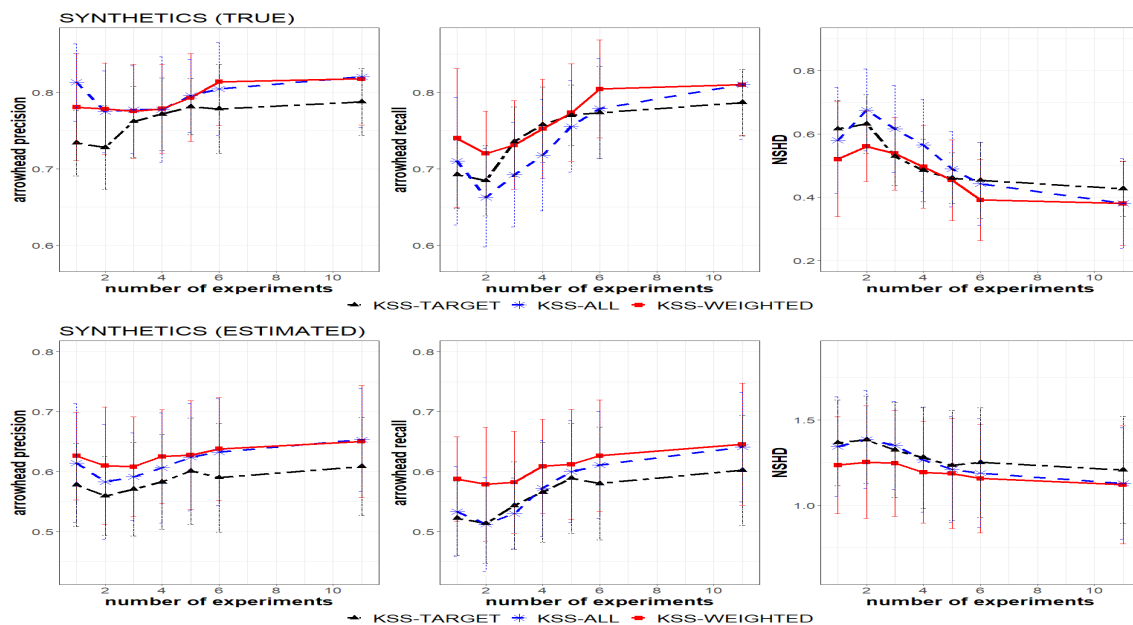 SYNTHETICS (TRUE)
arrowhead precision
0.8
0.7
0.6
2 4 6 8 10
number of experiments
arrowhead recall
0.8
0.7
0.6
2 4 6 8 10
number of experiments
NSHD
0.8
0.6
0.4
0.2
2 4 6 8 10
number of experiments
KSS-TARGET KSS-ALL KSS-WEIGHTED
SYNTHETICS (ESTIMATED)
arrowhead precision
0.8
0.7
0.6
0.5
2 4 6 8 10
number of experiments
arrowhead recall
0.8
0.7
0.6
0.5
2 4 6 8 10
number of experiments
NSHD
1.5
1.0
2 4 6 8 10
number of experiments
KSS-TARGET KSS-ALL KSS-WEIGHTED